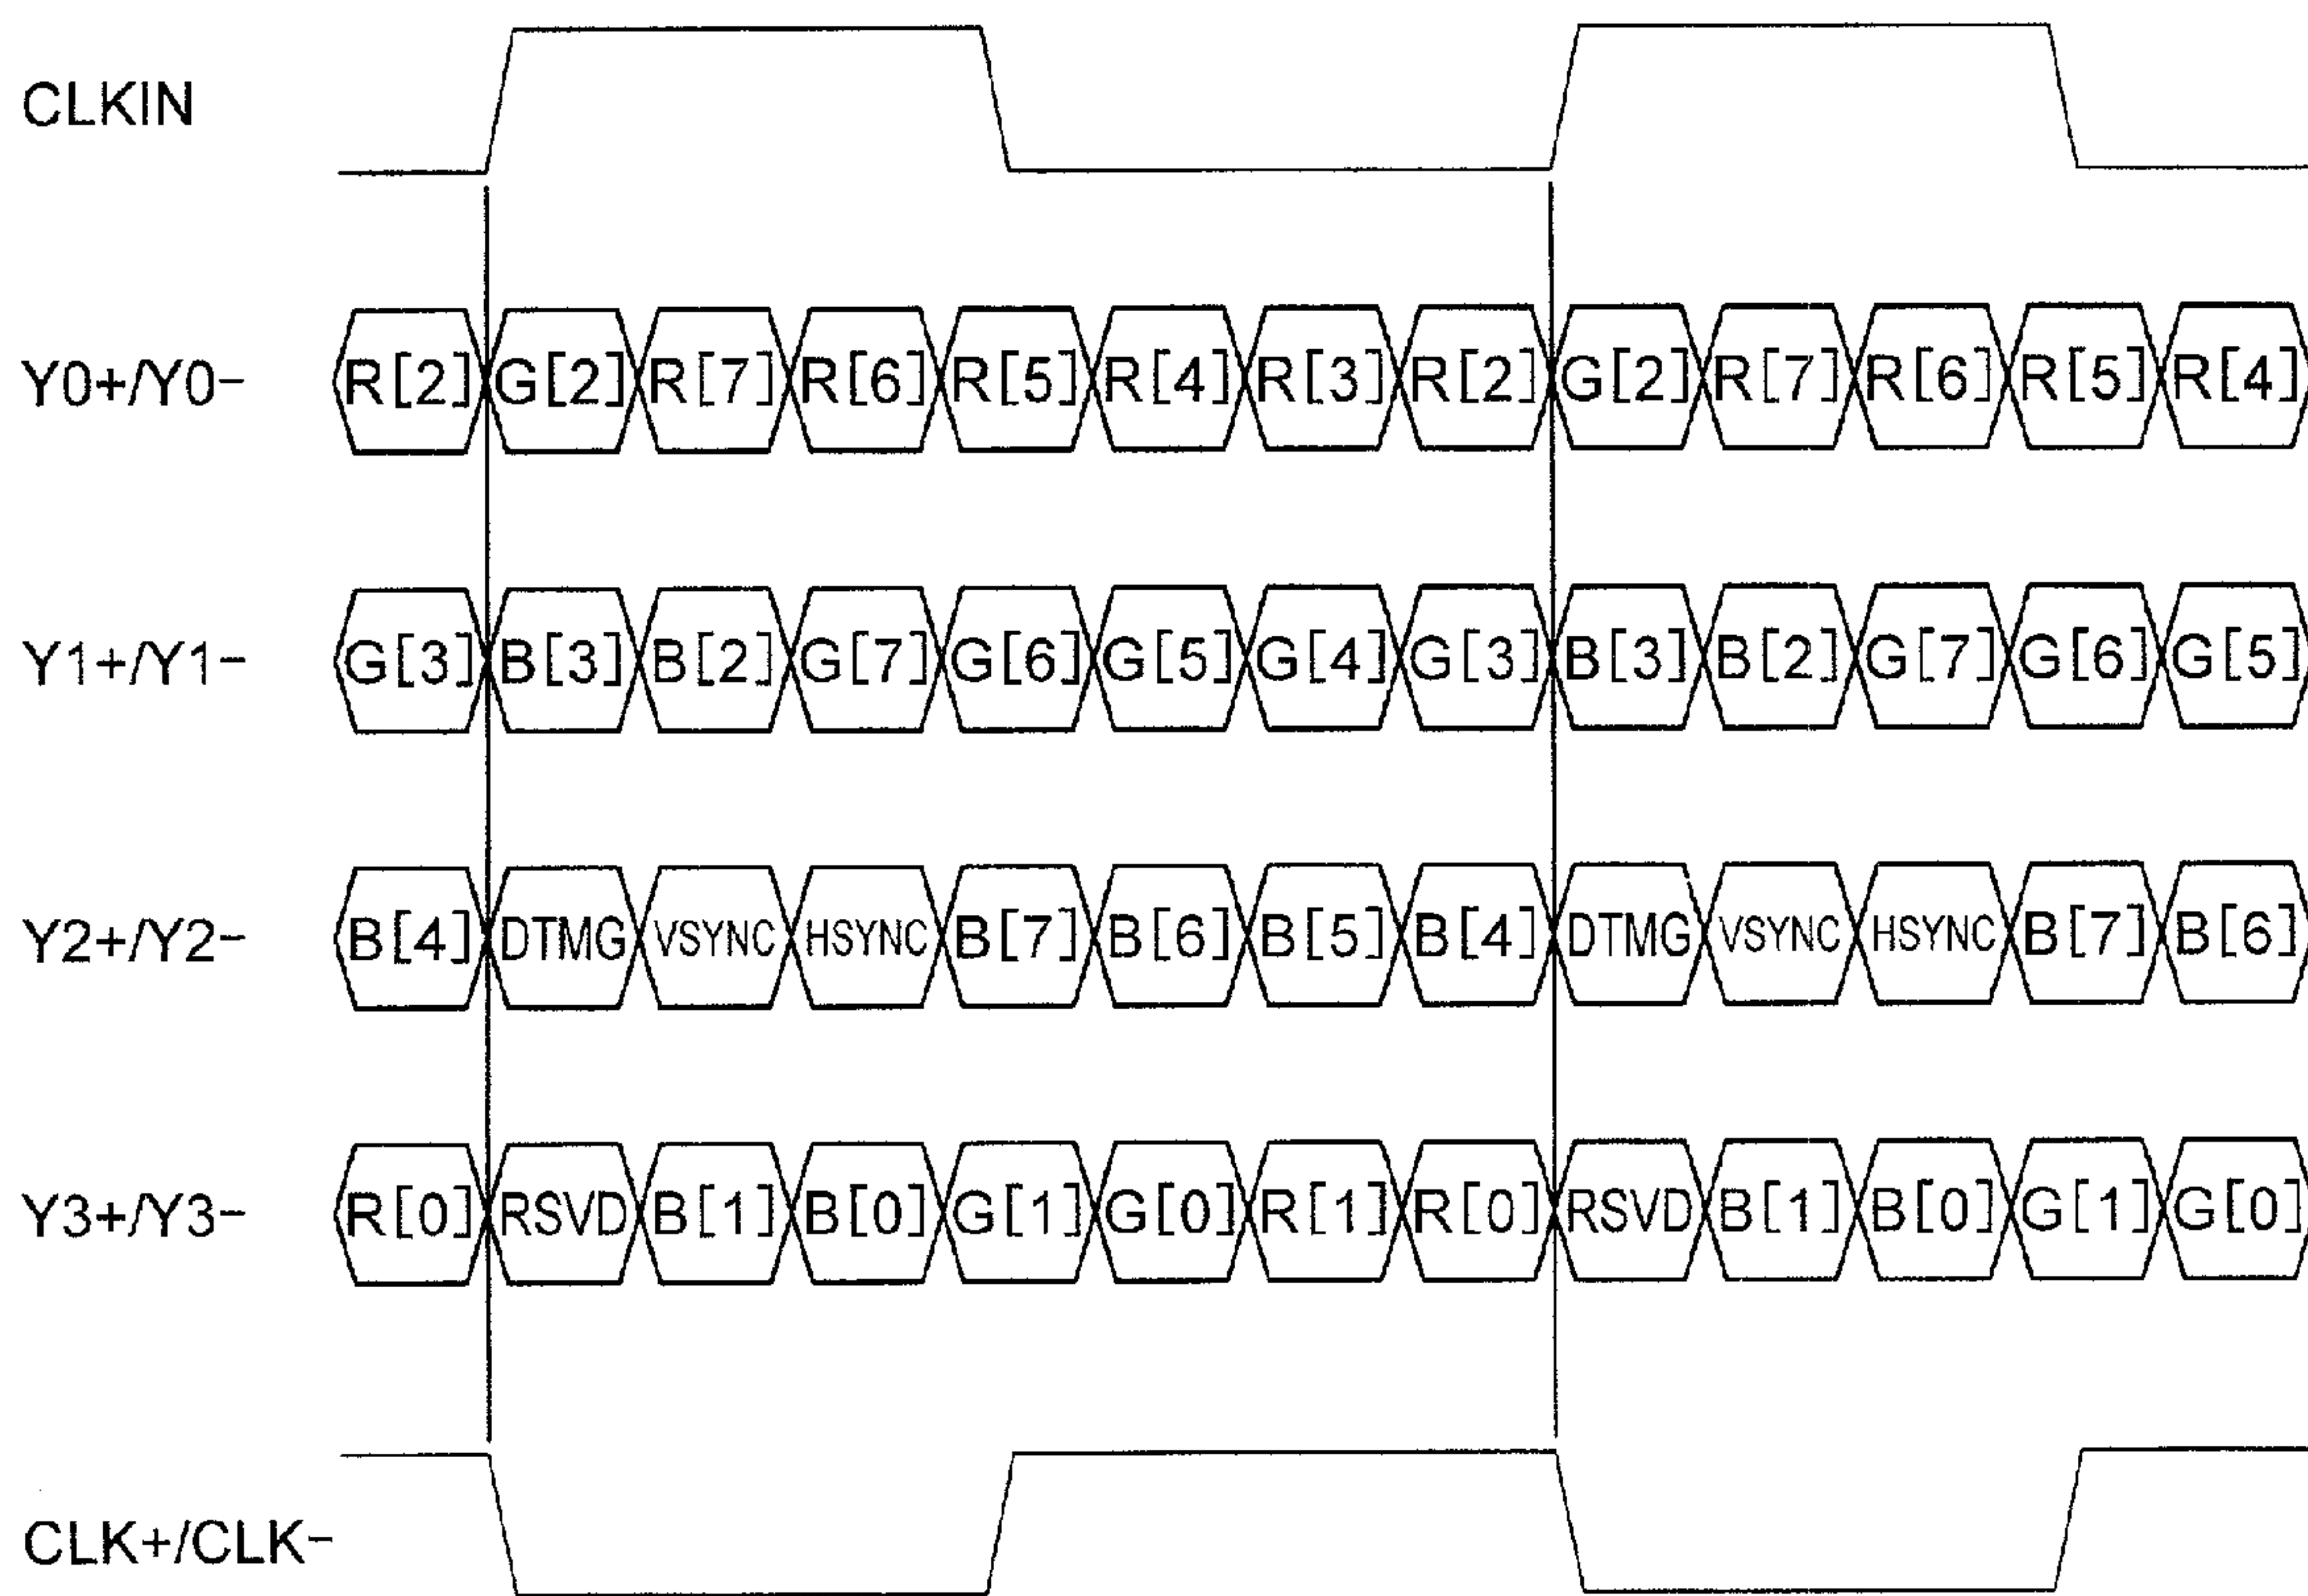 CLKIN
Y0+/Y0- R[2] G[2] R[7] R[6] R[5] R[4] R[3] R[2] G[2] R[7] R[6] R[5] R[4]
Y1+/Y1- G[3] B[3] B[2] G[7] G[6] G[5] G[4] G[3] B[3] B[2] G[7] G[6] G[5]
Y2+/Y2- B[4] DTMG VSYNC HSYNC B[7] B[6] B[5] B[4] DTMG VSYNC HSYNC B[7] B[6]
Y3+/Y3- R[0] RSVD B[1] B[0] G[1] G[0] R[1] R[0] RSVD B[1] B[0] G[1] G[0]
CLK+/CLK-